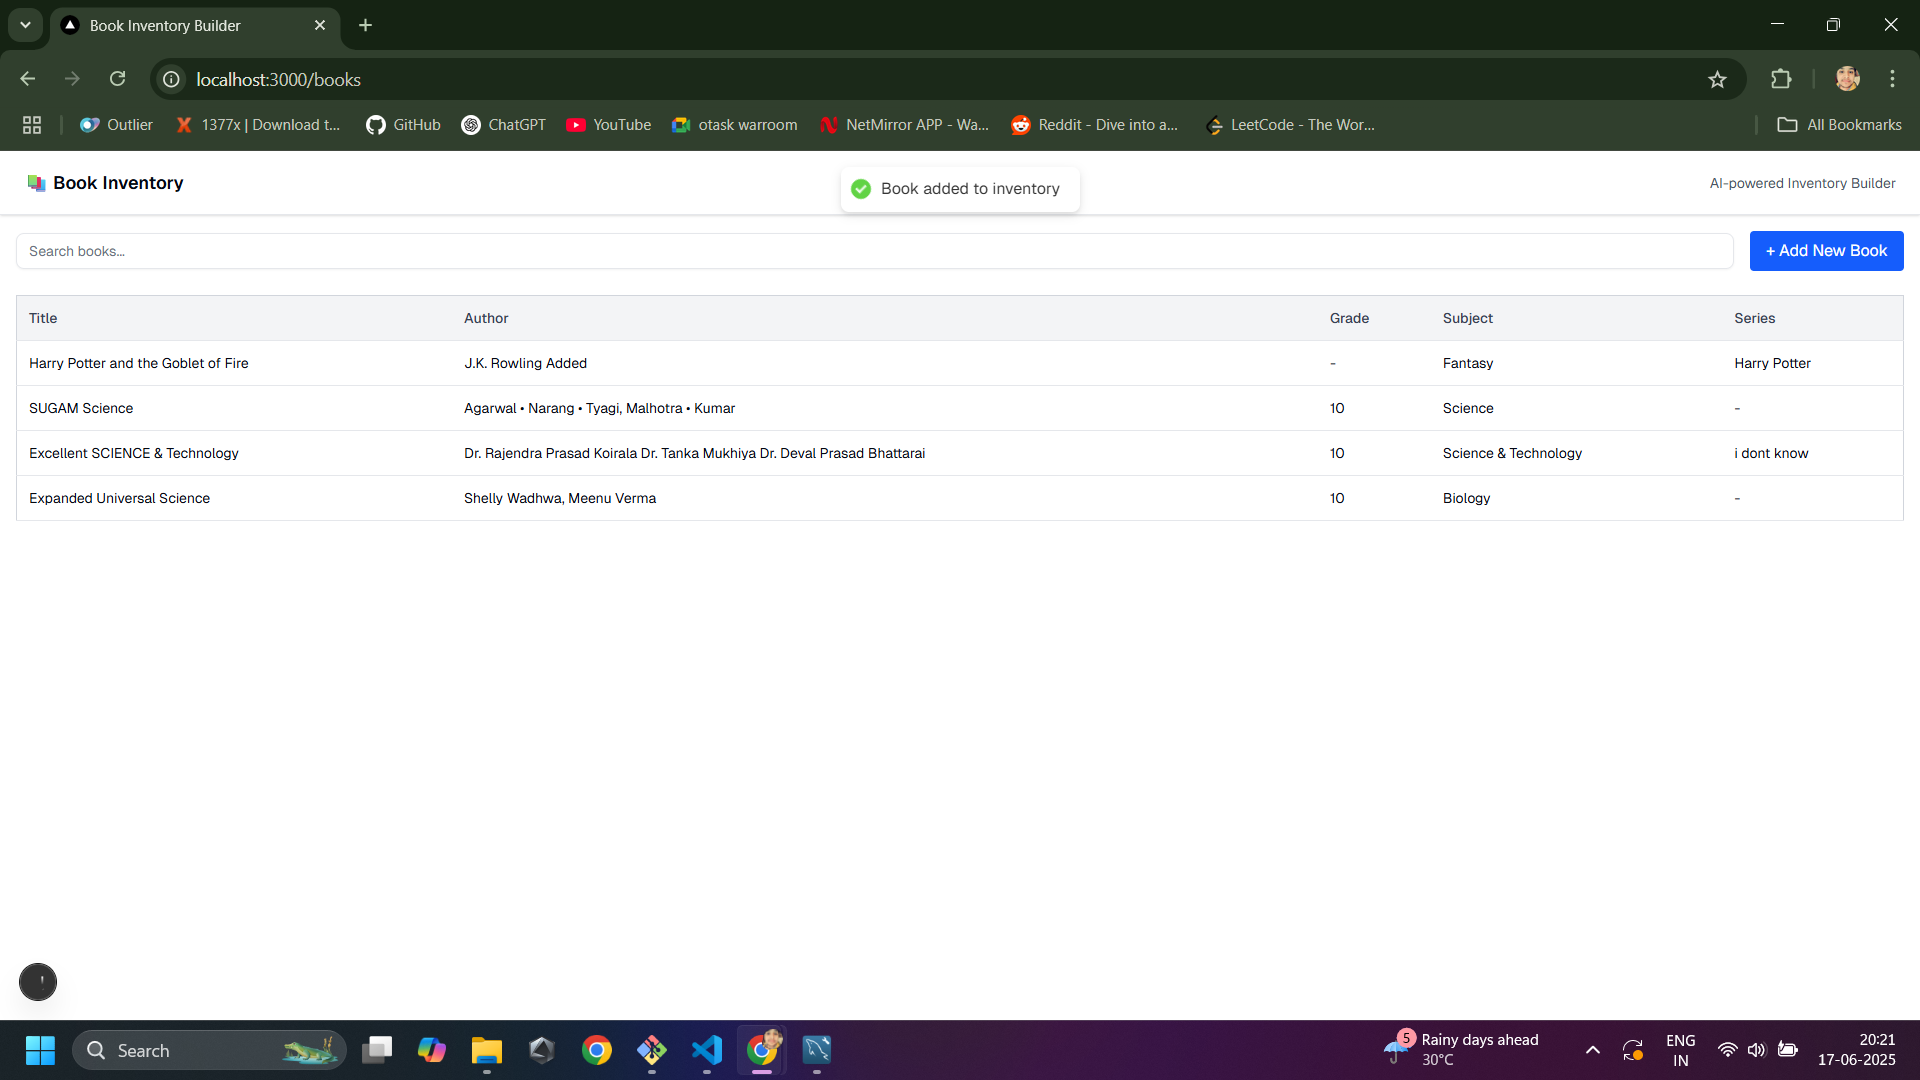 Book Inventory Builder
localhost:3000/books
Outlier
1377x | Download t...
GitHub
ChatGPT
YouTube
otask warroom
NetMirror APP - Wa...
Reddit - Dive into a...
LeetCode - The Wor...
All Bookmarks
Book Inventory
Book added to inventory
AI-powered Inventory Builder
Search books...
+ Add New Book
Title Author Grade Subject Series
Harry Potter and the Goblet of Fire J.K. Rowling Added - Fantasy Harry Potter
SUGAM Science Agarwal • Narang • Tyagi, Malhotra • Kumar 10 Science -
Excellent SCIENCE & Technology Dr. Rajendra Prasad Koirala Dr. Tanka Mukhiya Dr. Deval Prasad Bhattarai 10 Science & Technology i dont know
Expanded Universal Science Shelly Wadhwa, Meenu Verma 10 Biology -
Search
5
Rainy days ahead
30°C
ENG
IN
20:21
17-06-2025